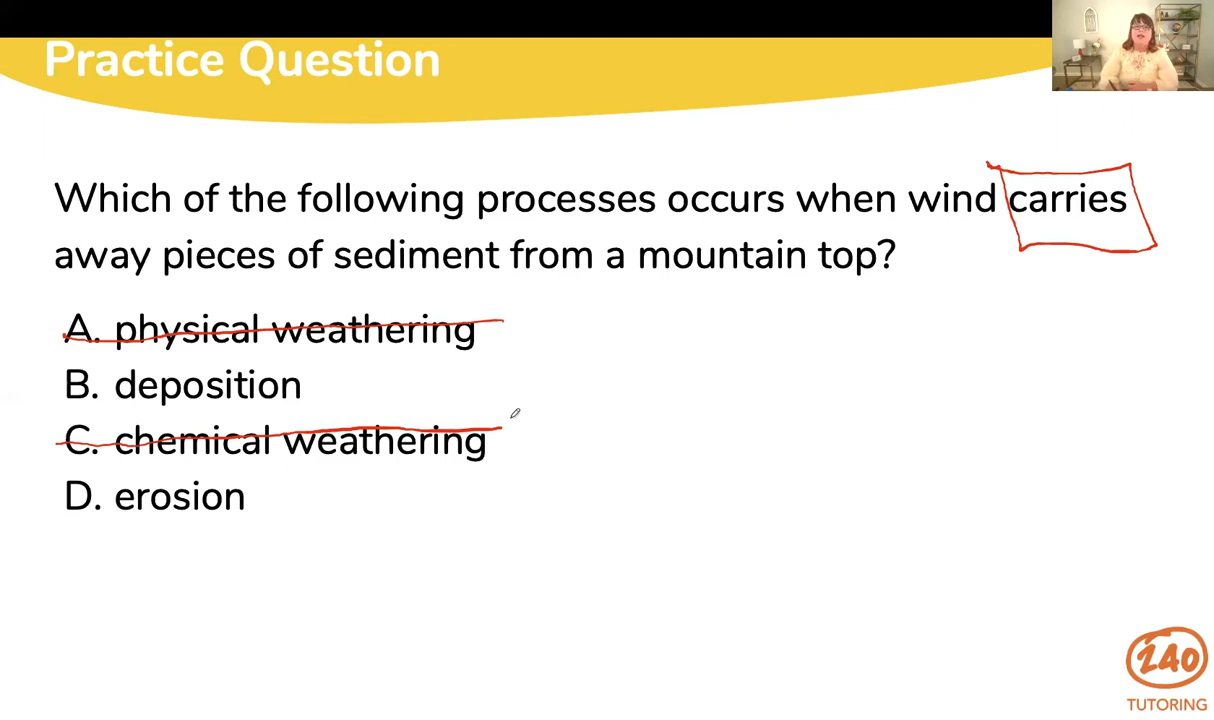 Practice Question
Which of the following processes occurs when wind carries
away pieces of sediment from a mountain top?
A. physical weathering
B. deposition
C. chemical weathering
D. erosion
240
TUTORING